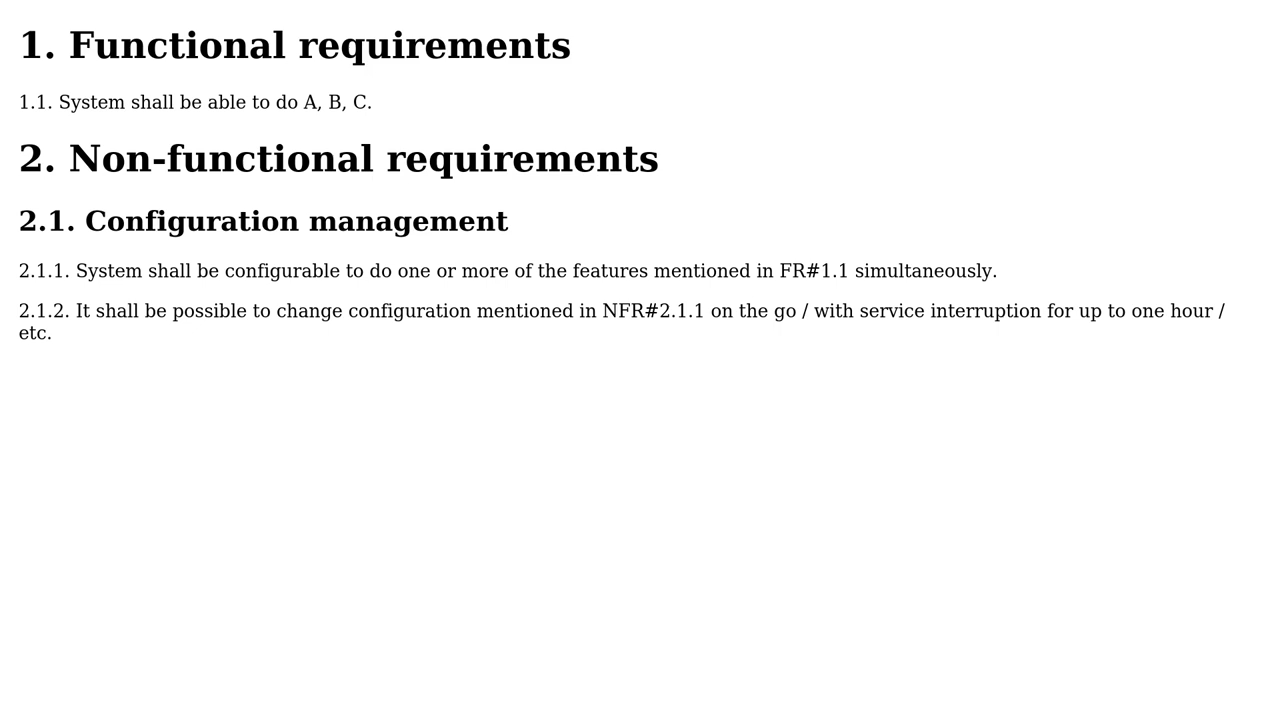 1. Functional requirements
1.1. System shall be able to do A, B, C.
2. Non-functional requirements
2.1. Configuration management
2.1.1. System shall be configurable to do one or more of the features mentioned in FR#1.1 simultaneously.
2.1.2. It shall be possible to change configuration mentioned in NFR#2.1.1 on the go / with service interruption for up to one hour /
etc.